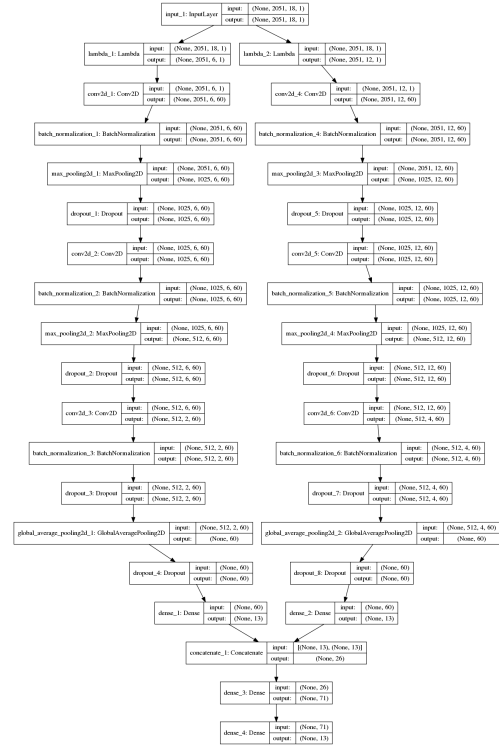 input_1: InputLayer input: (None, 2051, 18, 1)
output: (None, 2051, 18, 1)
lambda_1: Lambda input: (None, 2051, 18, 1)
output: (None, 2051, 6, 1)
lambda_2: Lambda input: (None, 2051, 18, 1)
output: (None, 2051, 12, 1)
conv2d_1: Conv2D input: (None, 2051, 6, 1)
output: (None, 2051, 6, 60)
conv2d_4: Conv2D input: (None, 2051, 12, 1)
output: (None, 2051, 12, 60)
batch_normalization_1: BatchNormalization input: (None, 2051, 6, 60)
output: (None, 2051, 6, 60)
batch_normalization_4: BatchNormalization input: (None, 2051, 12, 60)
output: (None, 2051, 12, 60)
max_pooling2d_1: MaxPooling2D input: (None, 2051, 6, 60)
output: (None, 1025, 6, 60)
max_pooling2d_3: MaxPooling2D input: (None, 2051, 12, 60)
output: (None, 1025, 12, 60)
dropout_1: Dropout input: (None, 1025, 6, 60)
output: (None, 1025, 6, 60)
dropout_5: Dropout input: (None, 1025, 12, 60)
output: (None, 1025, 12, 60)
conv2d_2: Conv2D input: (None, 1025, 6, 60)
output: (None, 1025, 6, 60)
conv2d_5: Conv2D input: (None, 1025, 12, 60)
output: (None, 1025, 12, 60)
batch_normalization_2: BatchNormalization input: (None, 1025, 6, 60)
output: (None, 1025, 6, 60)
batch_normalization_5: BatchNormalization input: (None, 1025, 12, 60)
output: (None, 1025, 12, 60)
max_pooling2d_2: MaxPooling2D input: (None, 1025, 6, 60)
output: (None, 512, 6, 60)
max_pooling2d_4: MaxPooling2D input: (None, 1025, 12, 60)
output: (None, 512, 12, 60)
dropout_2: Dropout input: (None, 512, 6, 60)
output: (None, 512, 6, 60)
dropout_6: Dropout input: (None, 512, 12, 60)
output: (None, 512, 12, 60)
conv2d_3: Conv2D input: (None, 512, 6, 60)
output: (None, 512, 2, 60)
conv2d_6: Conv2D input: (None, 512, 12, 60)
output: (None, 512, 4, 60)
batch_normalization_3: BatchNormalization input: (None, 512, 2, 60)
output: (None, 512, 2, 60)
batch_normalization_6: BatchNormalization input: (None, 512, 4, 60)
output: (None, 512, 4, 60)
dropout_3: Dropout input: (None, 512, 2, 60)
output: (None, 512, 2, 60)
dropout_7: Dropout input: (None, 512, 4, 60)
output: (None, 512, 4, 60)
global_average_pooling2d_1: GlobalAveragePooling2D input: (None, 512, 2, 60)
output: (None, 60)
global_average_pooling2d_2: GlobalAveragePooling2D input: (None, 512, 4, 60)
output: (None, 60)
dropout_4: Dropout input: (None, 60)
output: (None, 60)
dropout_8: Dropout input: (None, 60)
output: (None, 60)
dense_1: Dense input: (None, 60)
output: (None, 13)
dense_2: Dense input: (None, 60)
output: (None, 13)
concatenate_1: Concatenate input: [(None, 13), (None, 13)]
output: (None, 26)
dense_3: Dense input: (None, 26)
output: (None, 71)
dense_4: Dense input: (None, 71)
output: (None, 13)